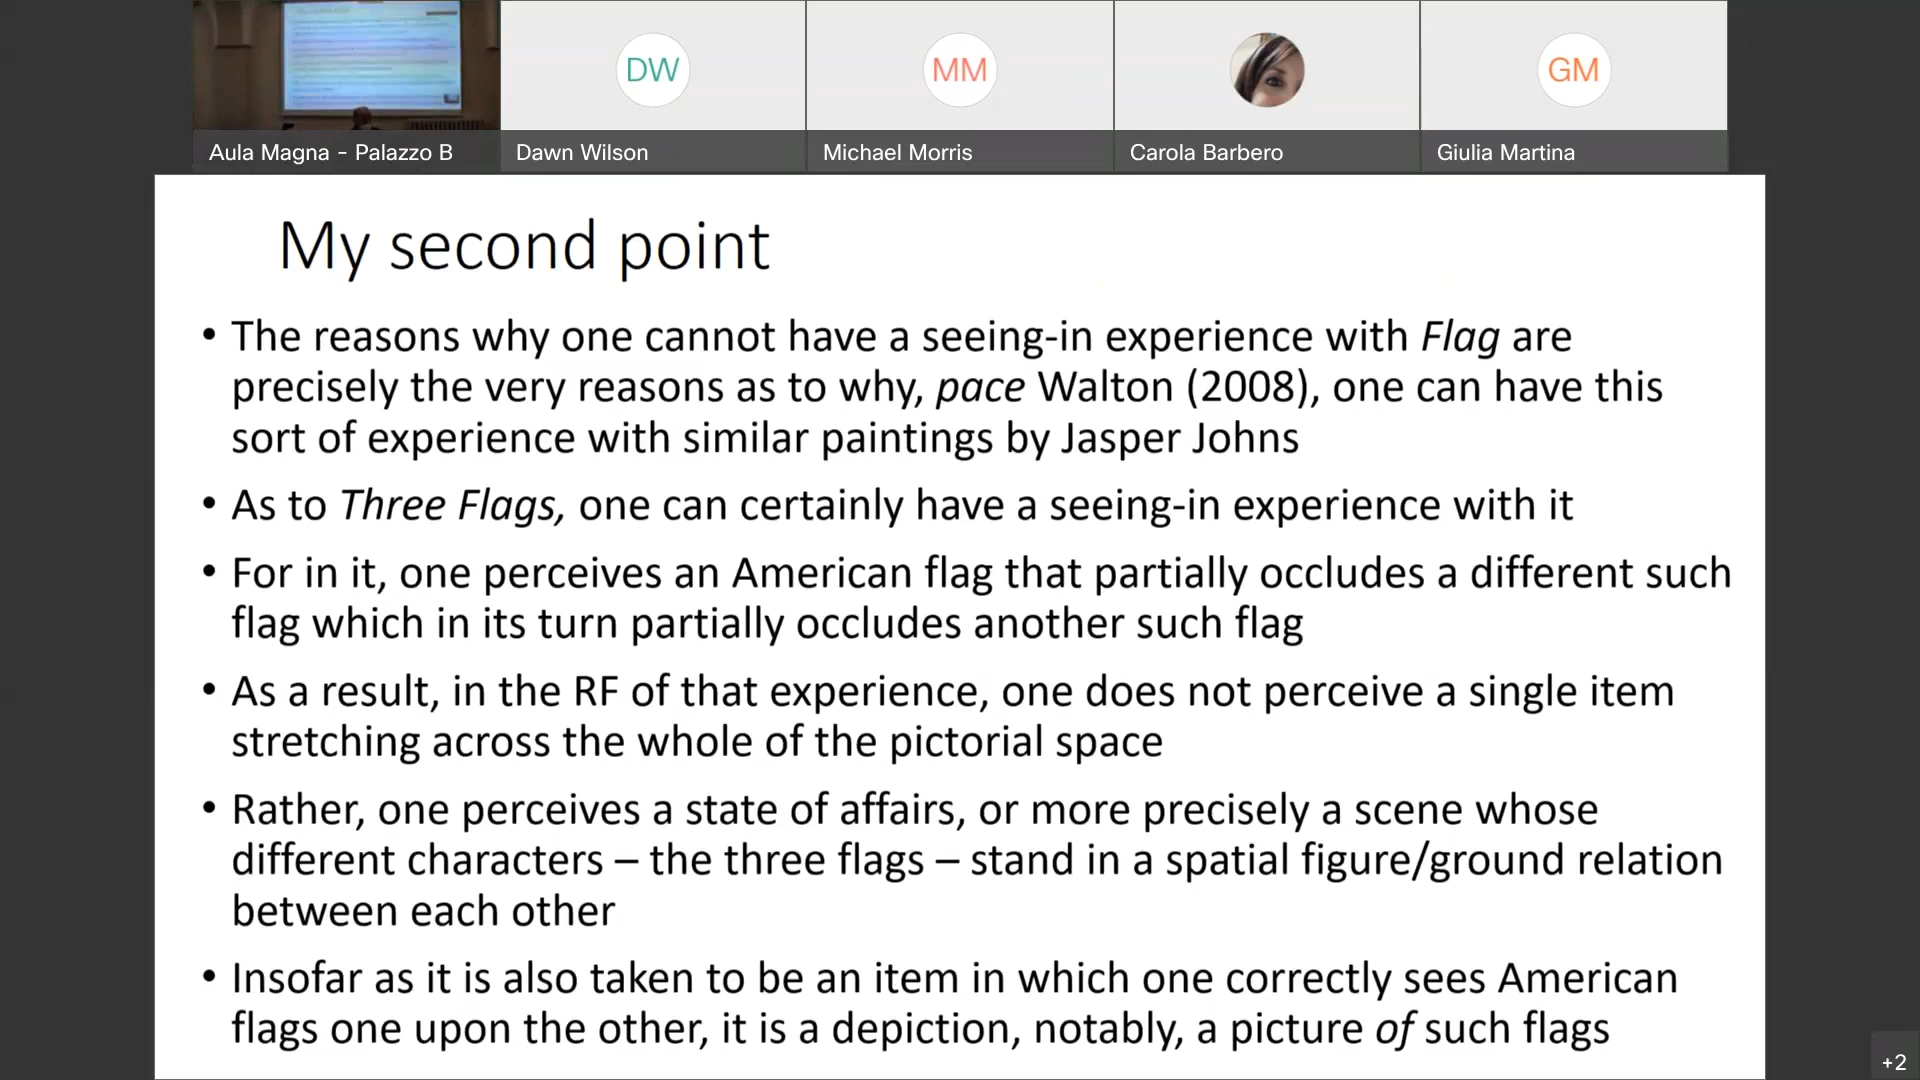 DW
MM
GM
Aula Magna - Palazzo B
Dawn Wilson
Michael Morris
Carola Barbero
Giulia Martina
My second point
• The reasons why one cannot have a seeing-in experience with Flag are
precisely the very reasons as to why, pace Walton (2008), one can have this
sort of experience with similar paintings by Jasper Johns
• As to Three Flags, one can certainly have a seeing-in experience with it
• For in it, one perceives an American flag that partially occludes a different such
flag which in its turn partially occludes another such flag
• As a result, in the RF of that experience, one does not perceive a single item
stretching across the whole of the pictorial space
• Rather, one perceives a state of affairs, or more precisely a scene whose
different characters – the three flags – stand in a spatial figure/ground relation
between each other
• Insofar as it is also taken to be an item in which one correctly sees American
flags one upon the other, it is a depiction, notably, a picture of such flags
+2